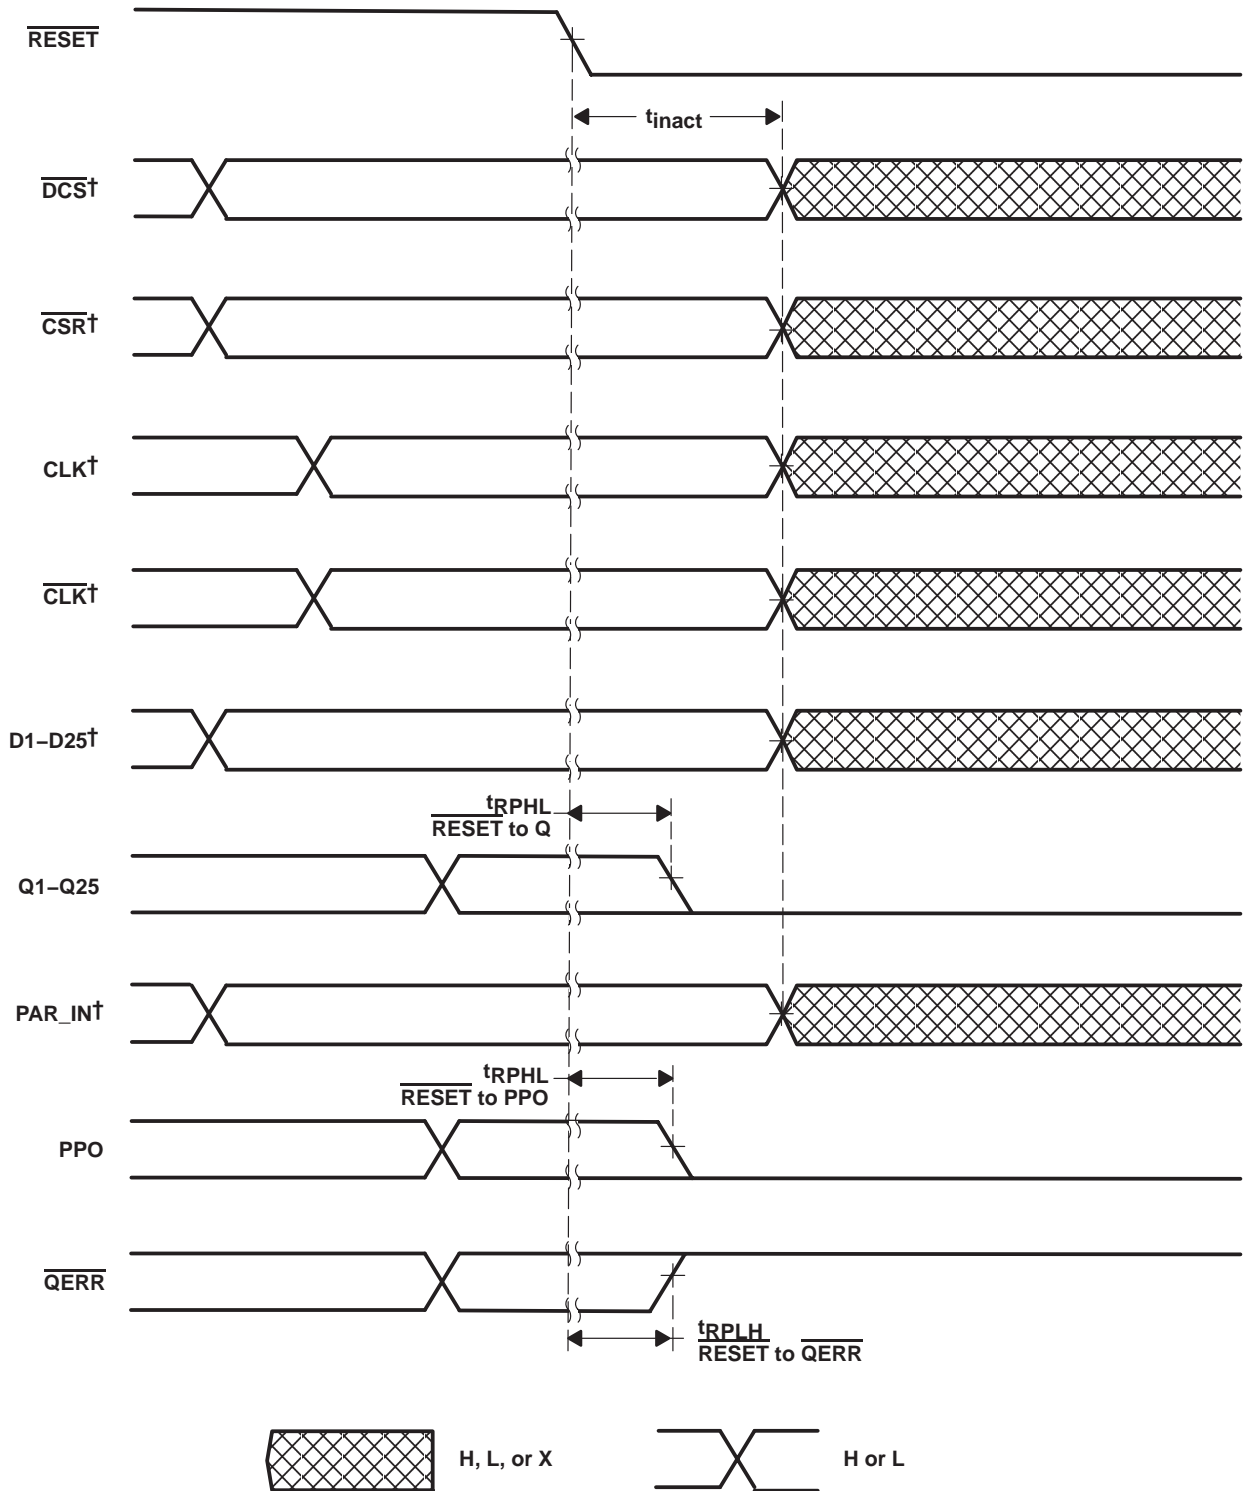 RESET
tinact
DCS†
CSR†
CLK†
CLK†
D1–D25†
tRPHL
RESET to Q
Q1–Q25
PAR_IN†
tRPHL
RESET to PPO
PPO
QERR
tRPLH
RESET to QERR
H, L, or X
H or L